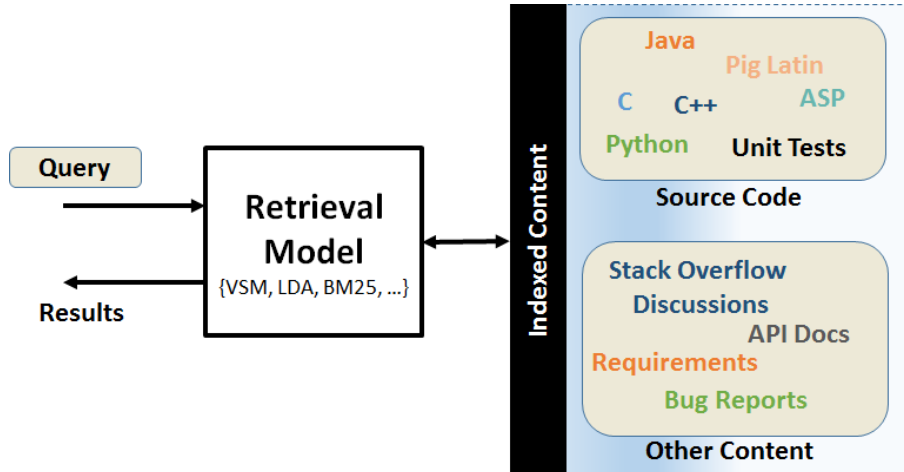 Query
Results
Retrieval
Model
{VSM, LDA, BM25, ...}
Indexed Content
Java
Pig Latin
C
C++
ASP
Python
Unit Tests
Source Code
Stack Overflow
Discussions
API Docs
Requirements
Bug Reports
Other Content